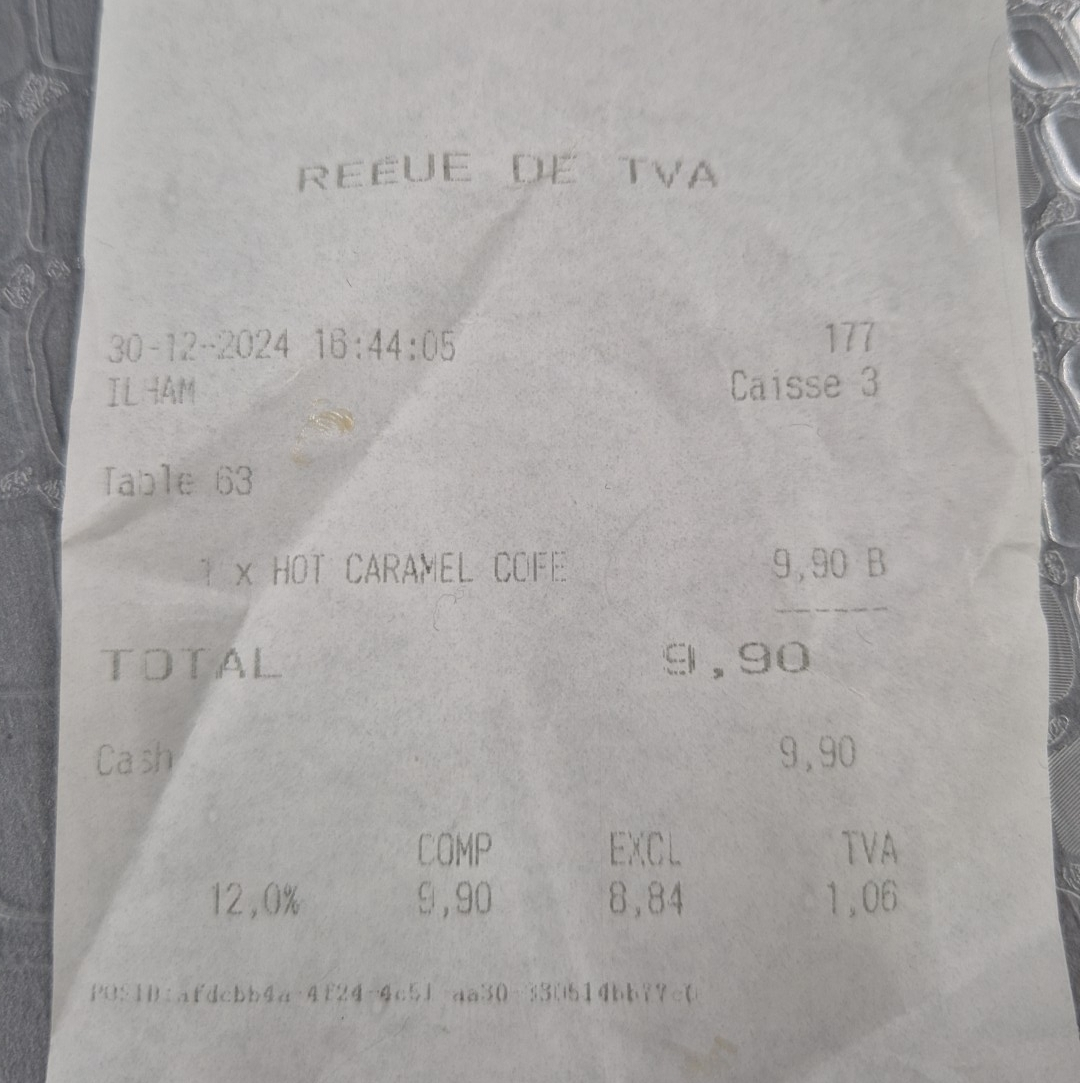 REEUE DE TVA
30-12-2024 16:44:05 177
ILHAM Caisse 3
Table 63
1 x HOT CARAMEL COFE 9,90 B
TOTAL 9,90
Cash 9,90
COMP EXCL TVA
12,0% 9,90 8,84 1,06